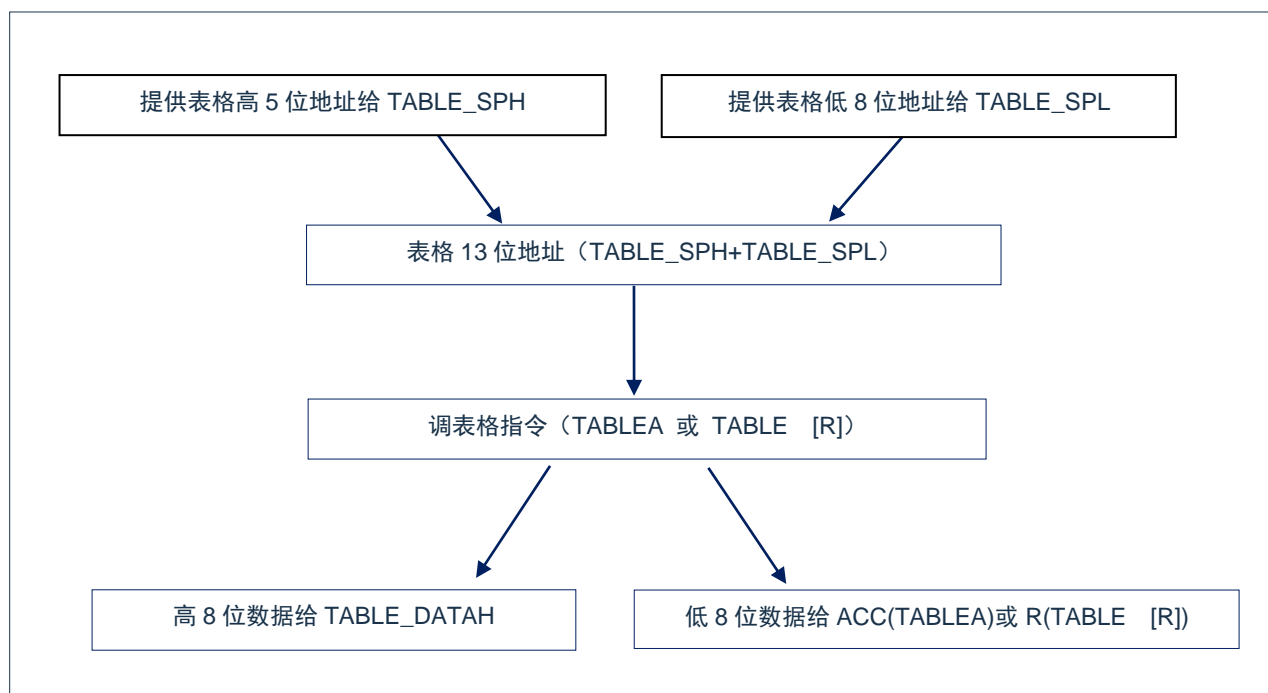 提供表格高 5 位地址给 TABLE_SPH
提供表格低 8 位地址给 TABLE_SPL
表格 13 位地址（TABLE_SPH+TABLE_SPL）
调表格指令（TABLEA 或 TABLE [R]）
高 8 位数据给 TABLE_DATAH
低 8 位数据给 ACC(TABLEA)或 R(TABLE [R])